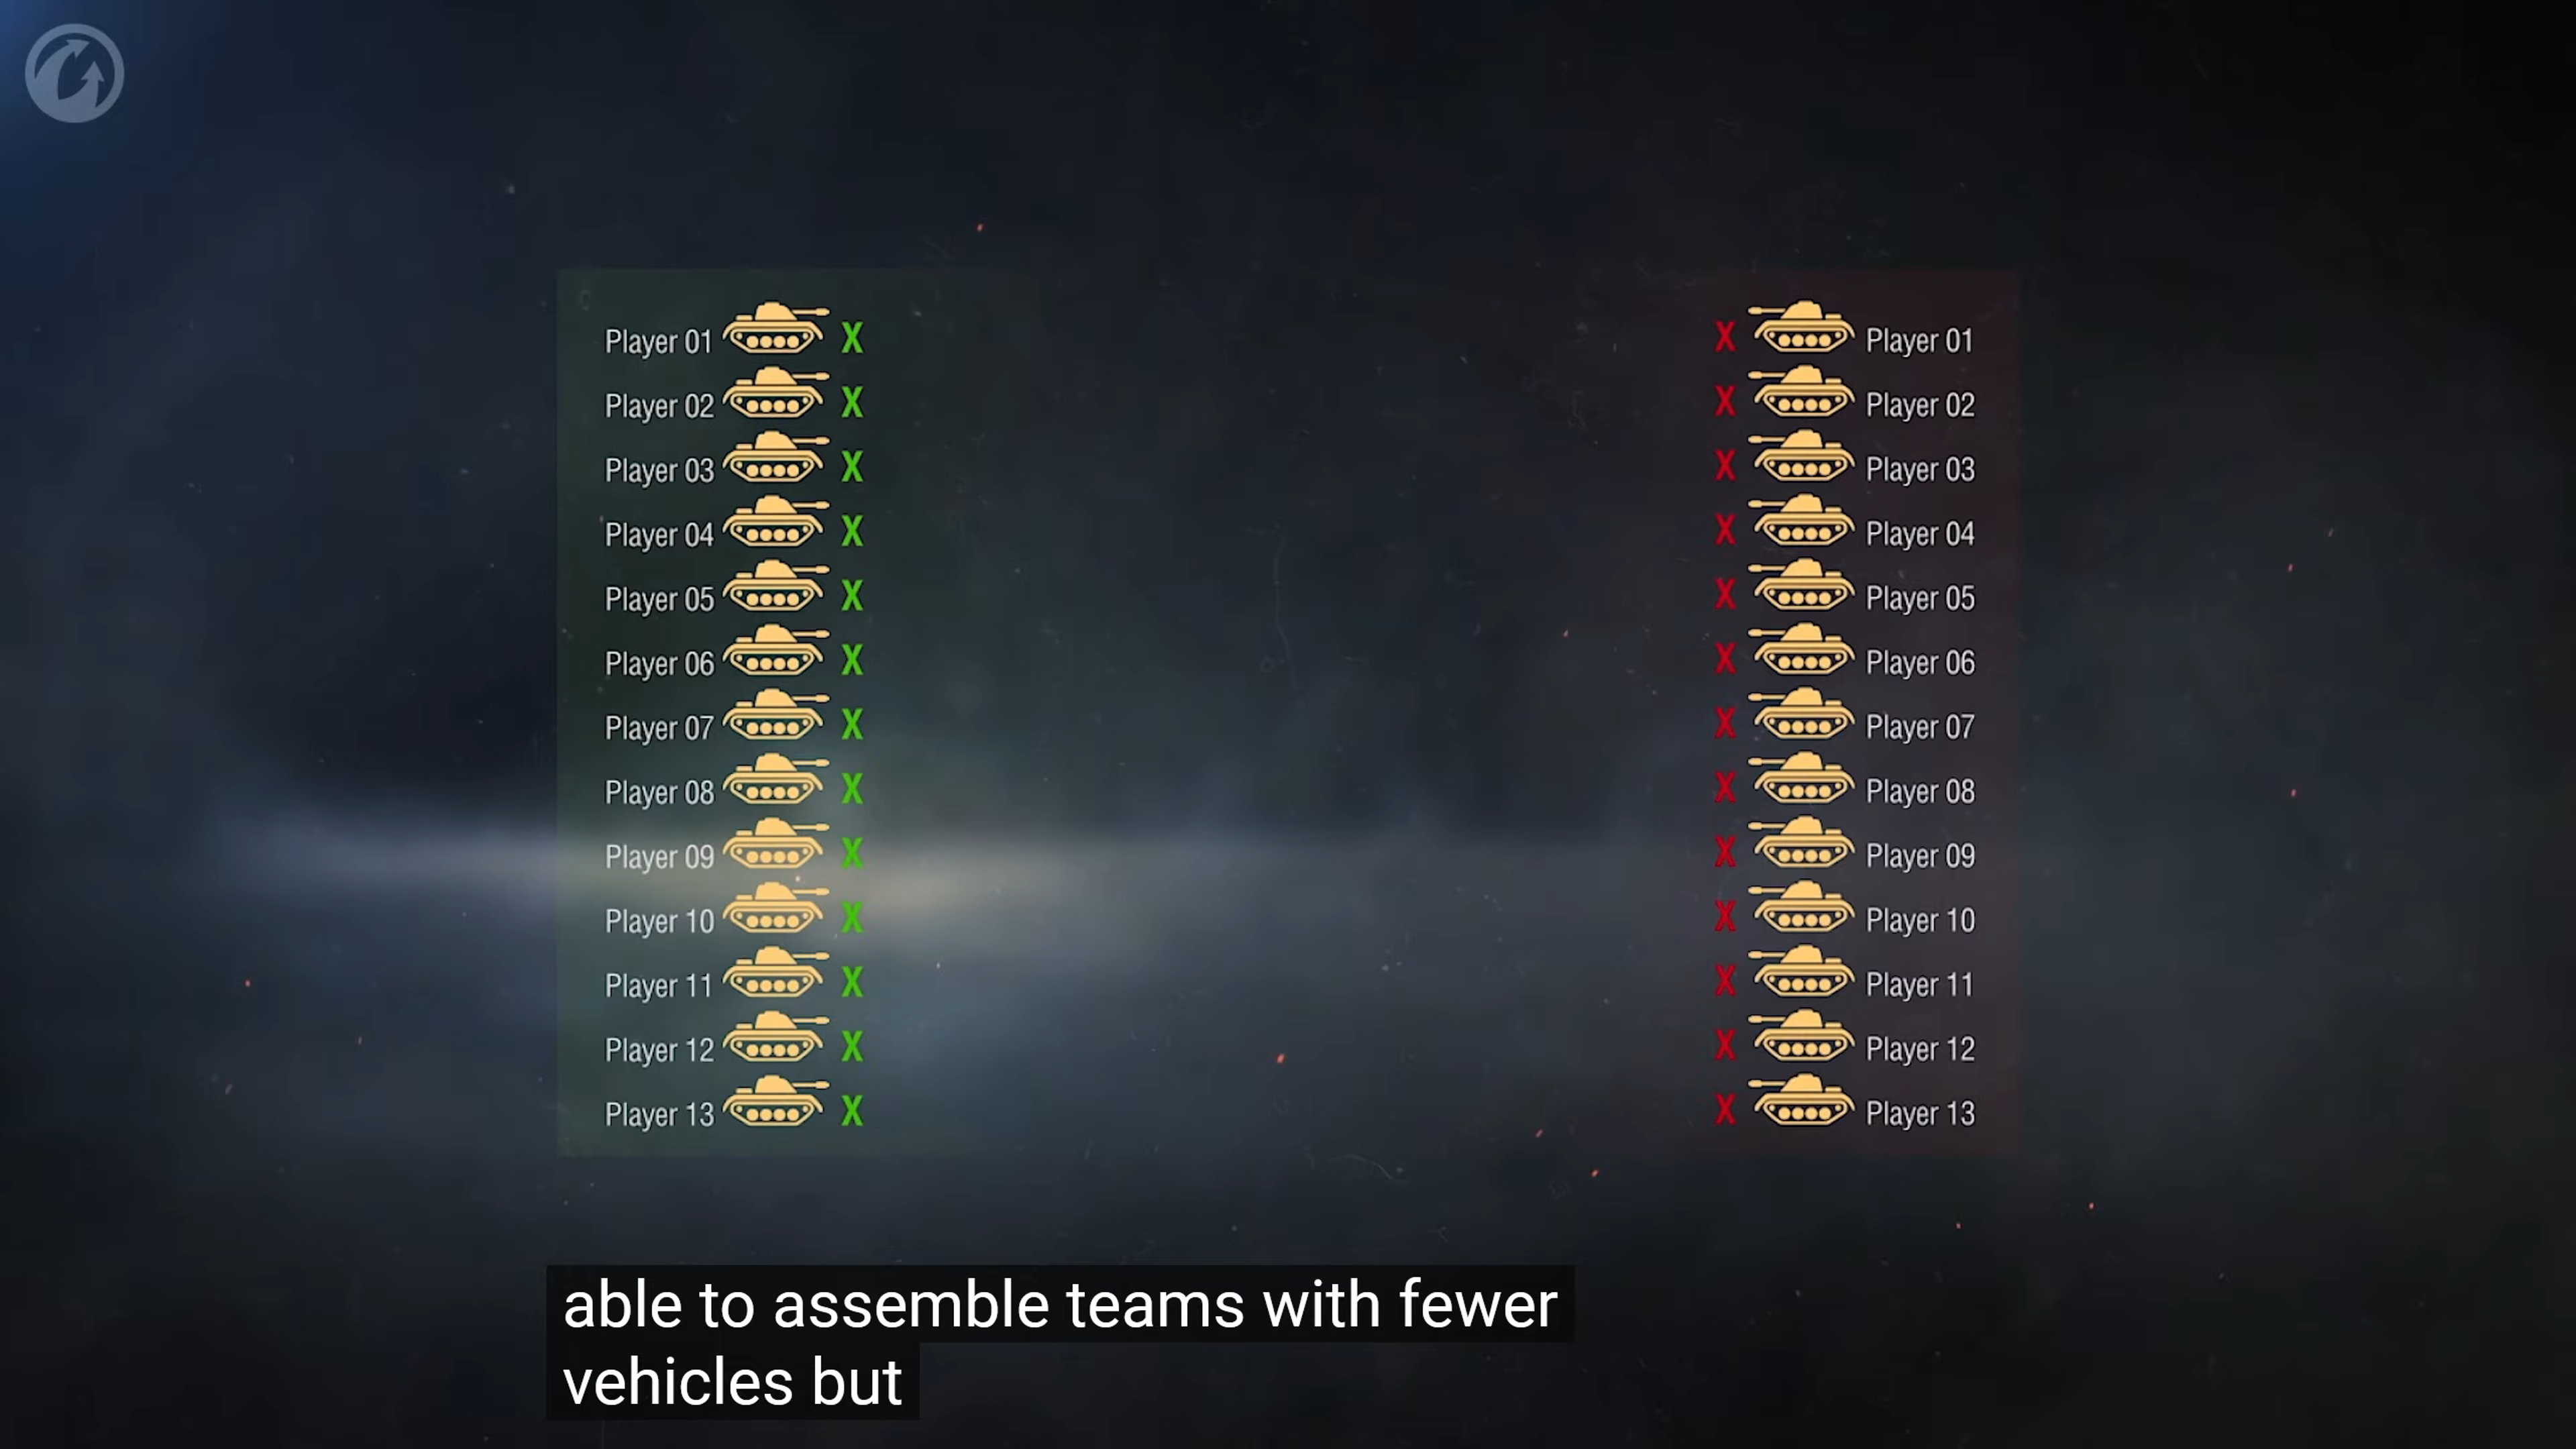 Player 01 X
Player 02 X
Player 03 X
Player 04 X
Player 05 X
Player 06 X
Player 07 X
Player 08 X
Player 09 X
Player 10 X
Player 11 X
Player 12 X
Player 13 X
X Player 01
X Player 02
X Player 03
X Player 04
X Player 05
X Player 06
X Player 07
X Player 08
X Player 09
X Player 10
X Player 11
X Player 12
X Player 13
able to assemble teams with fewer
vehicles but